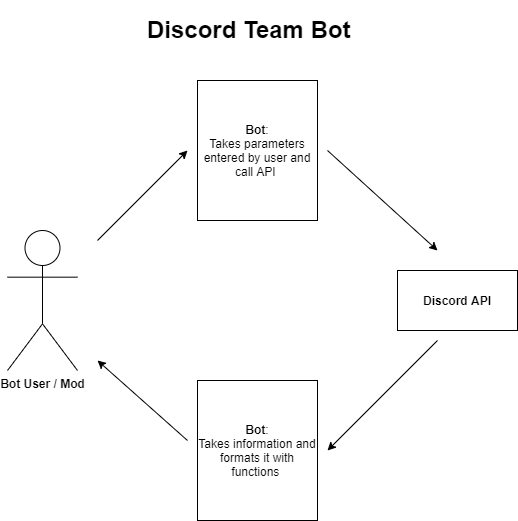 Discord Team Bot
Bot:
Takes parameters
entered by user and
call API
Discord API
Bot User / Mod
Bot:
Takes information and
formats it with
functions